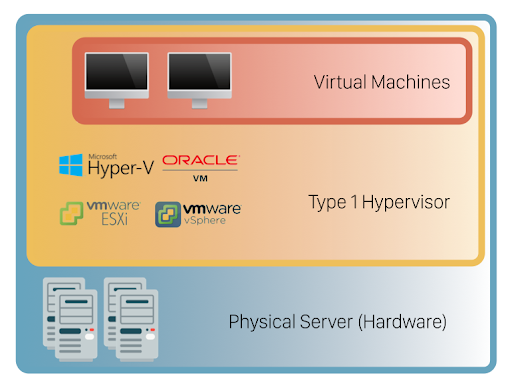 Virtual Machines
Microsoft
Hyper-V
ORACLE
VM
Type 1 Hypervisor
vmware
ESXi
vmware
vSphere
Physical Server (Hardware)